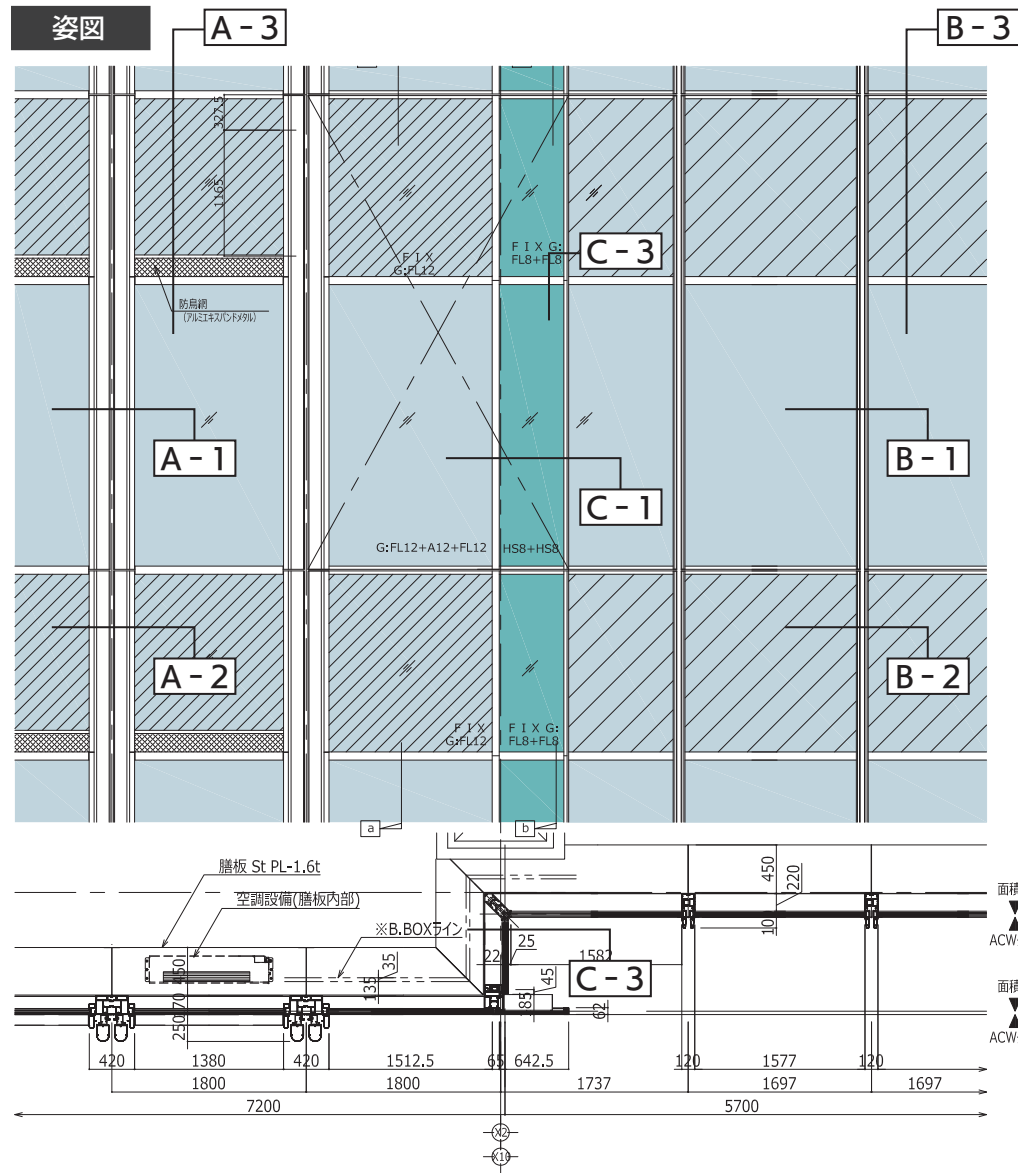 姿図
A-3
B-3
327.5
1165
F I X
G:FL12
F I X G:
FL8+FL8
C-3
防鳥網
(アルミエキスパンドメタル)
A-1
B-1
C-1
G:FL12+A12+FL12
HS8+HS8
A-2
B-2
F I X
G:FL12
F I X G:
FL8+FL8
a
b
膳板 St PL-1.6t
空調設備(膳板内部)
※B.BOXライン
450
220
10
面積
ACW-
25
22
1582
C-3
35
135
45
185
62
450
70
250
面積
ACW-
420
1380
420
1512.5
65
642.5
120
1577
120
1800
1800
1737
1697
1697
7200
5700
X2
X10